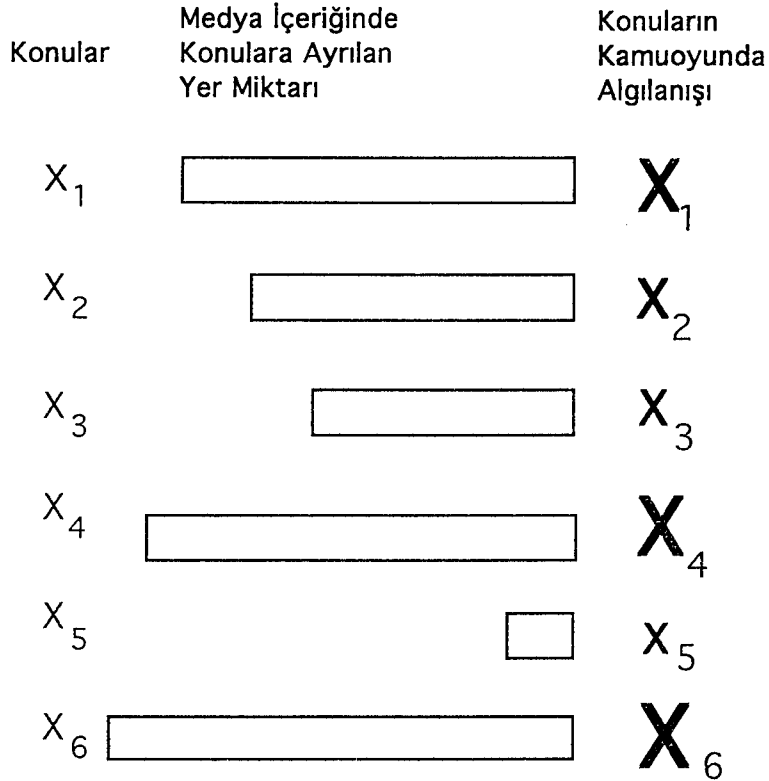 Konular
Medya İçeriğinde
Konulara Ayrılan
Yer Miktarı
Konuların
Kamuoyunda
Algılanışı
X1 X1
X2 X2
X3 X3
X4 X4
X5 X5
X6 X6